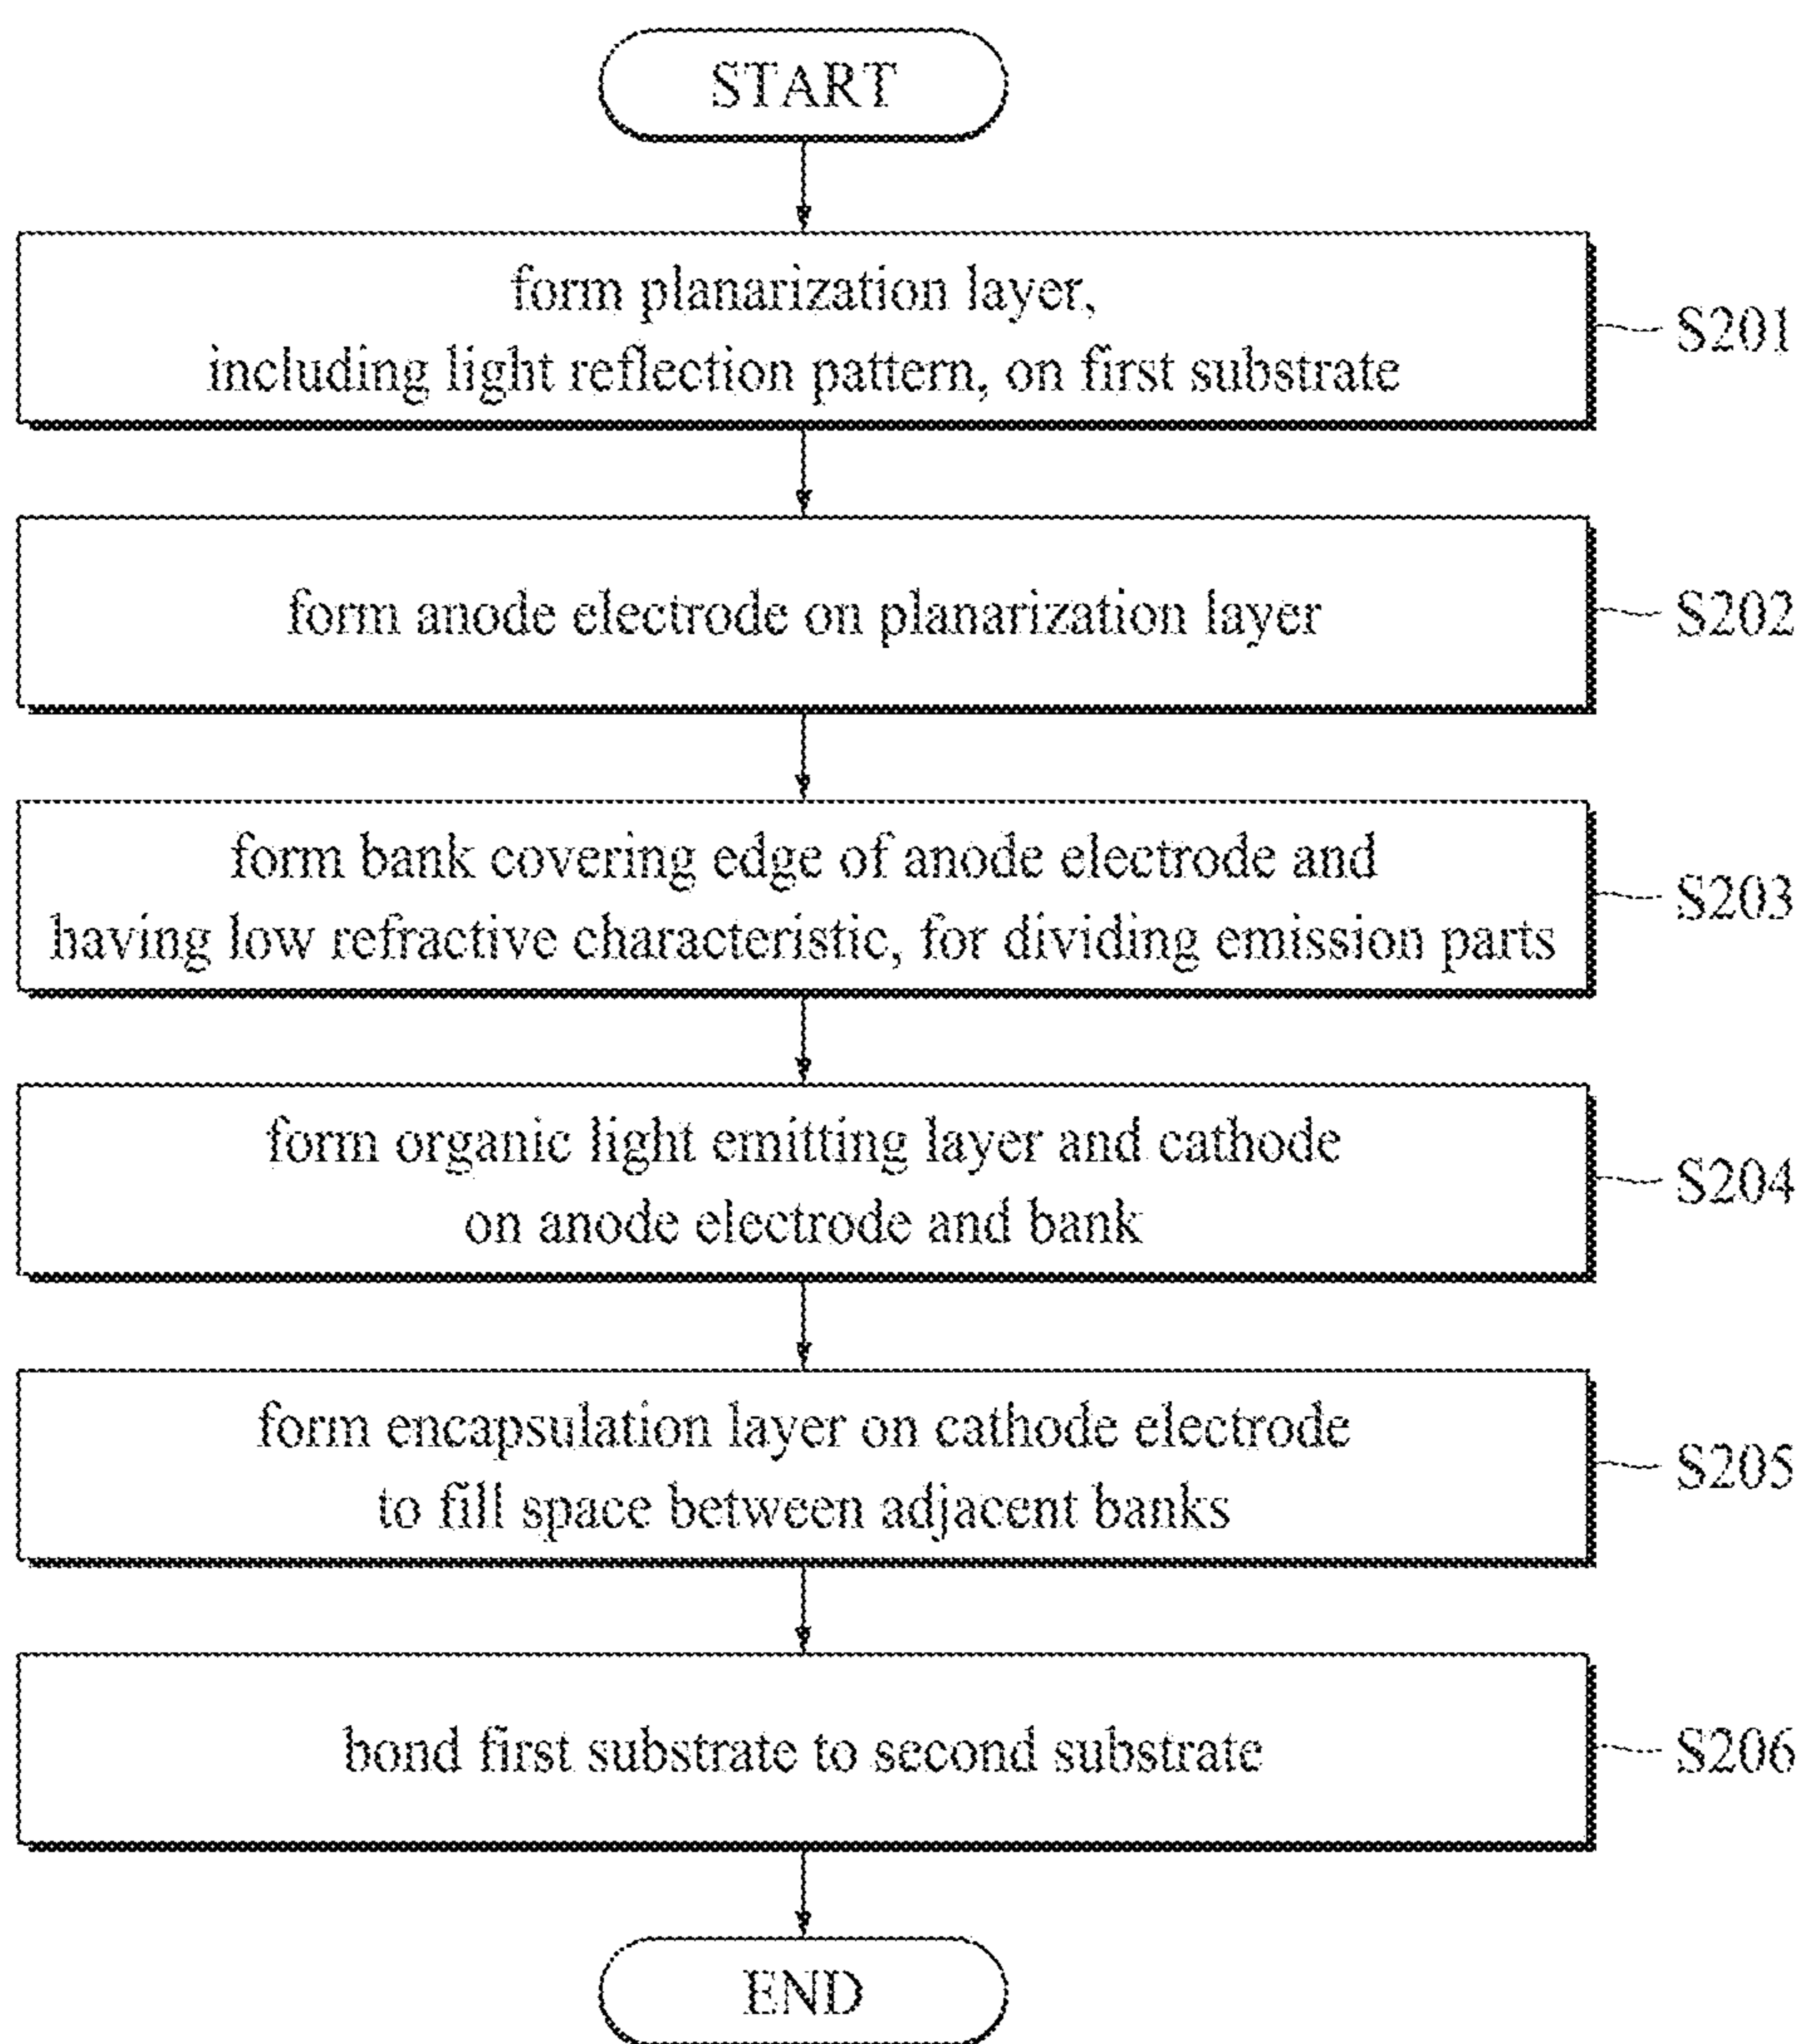 START
form planarization layer,
including light reflection pattern, on first substrate
S201
form anode electrode on planarization layer
S202
form bank covering edge of anode electrode and
having low refractive characteristic, for dividing emission parts
S203
form organic light emitting layer and cathode
on anode electrode and bank
S204
form encapsulation layer on cathode electrode
to fill space between adjacent banks
S205
bond first substrate to second substrate
S206
END